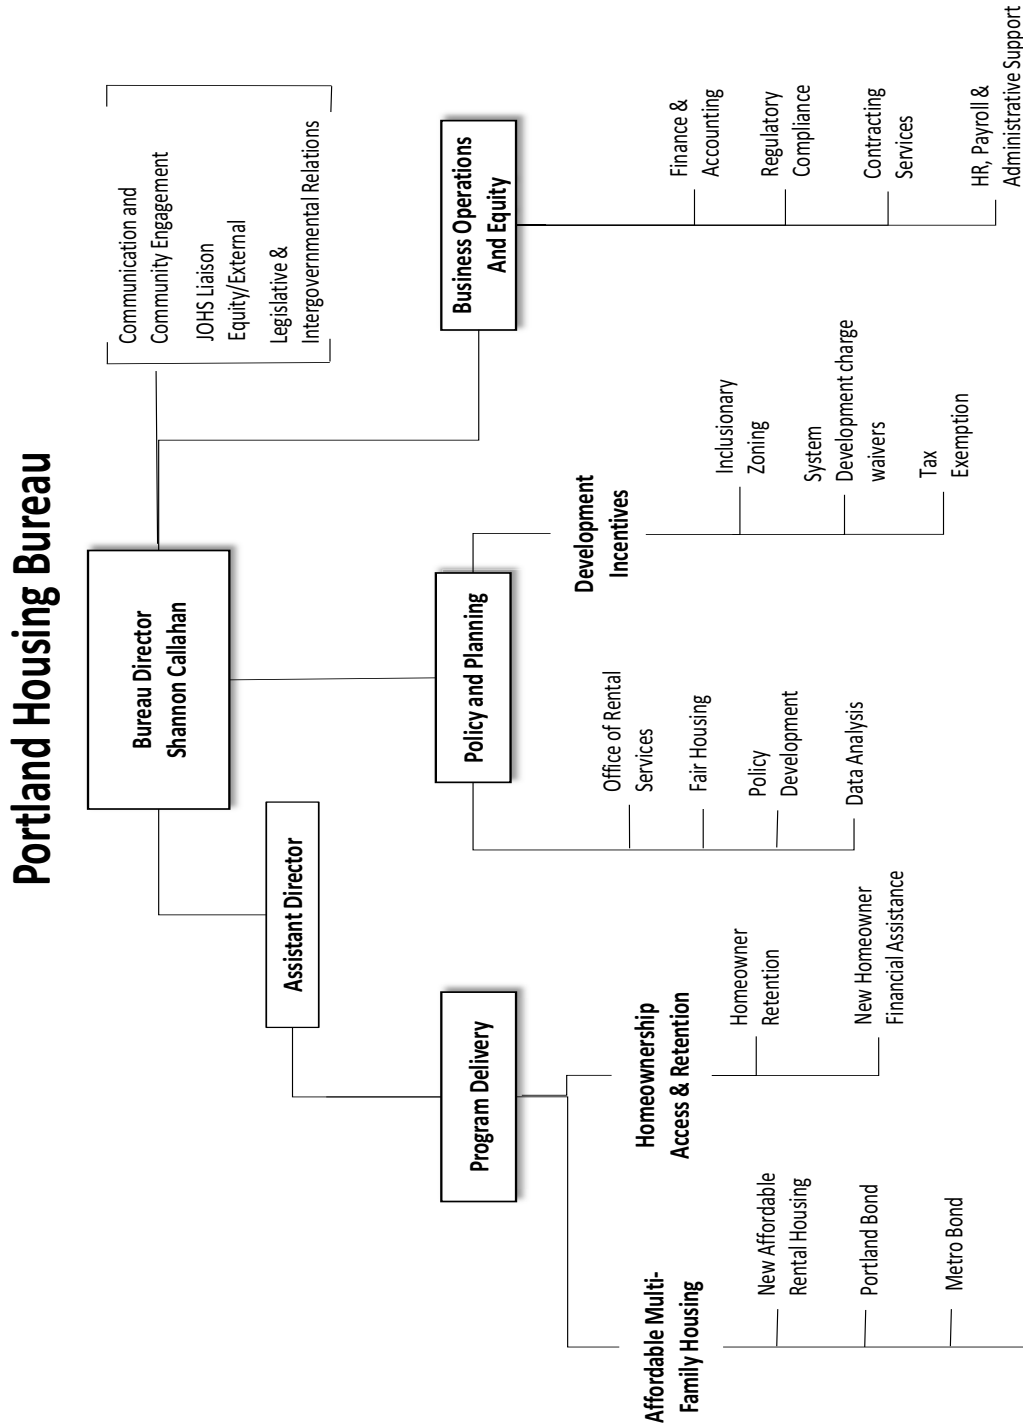 Portland Housing Bureau
Bureau Director
Shannon Callahan
Communication and
Community Engagement
JOHS Liaison
Equity/External
Legislative &
Intergovernmental Relations
Assistant Director
Program Delivery
Policy and Planning
Business Operations
And Equity
Affordable Multi-
Family Housing
New Affordable
Rental Housing
Portland Bond
Metro Bond
Homeownership
Access & Retention
Homeowner
Retention
New Homeowner
Financial Assistance
Office of Rental
Services
Fair Housing
Policy
Development
Data Analysis
Development
Incentives
Inclusionary
Zoning
System
Development charge
waivers
Tax
Exemption
Finance &
Accounting
Regulatory
Compliance
Contracting
Services
HR, Payroll &
Administrative Support